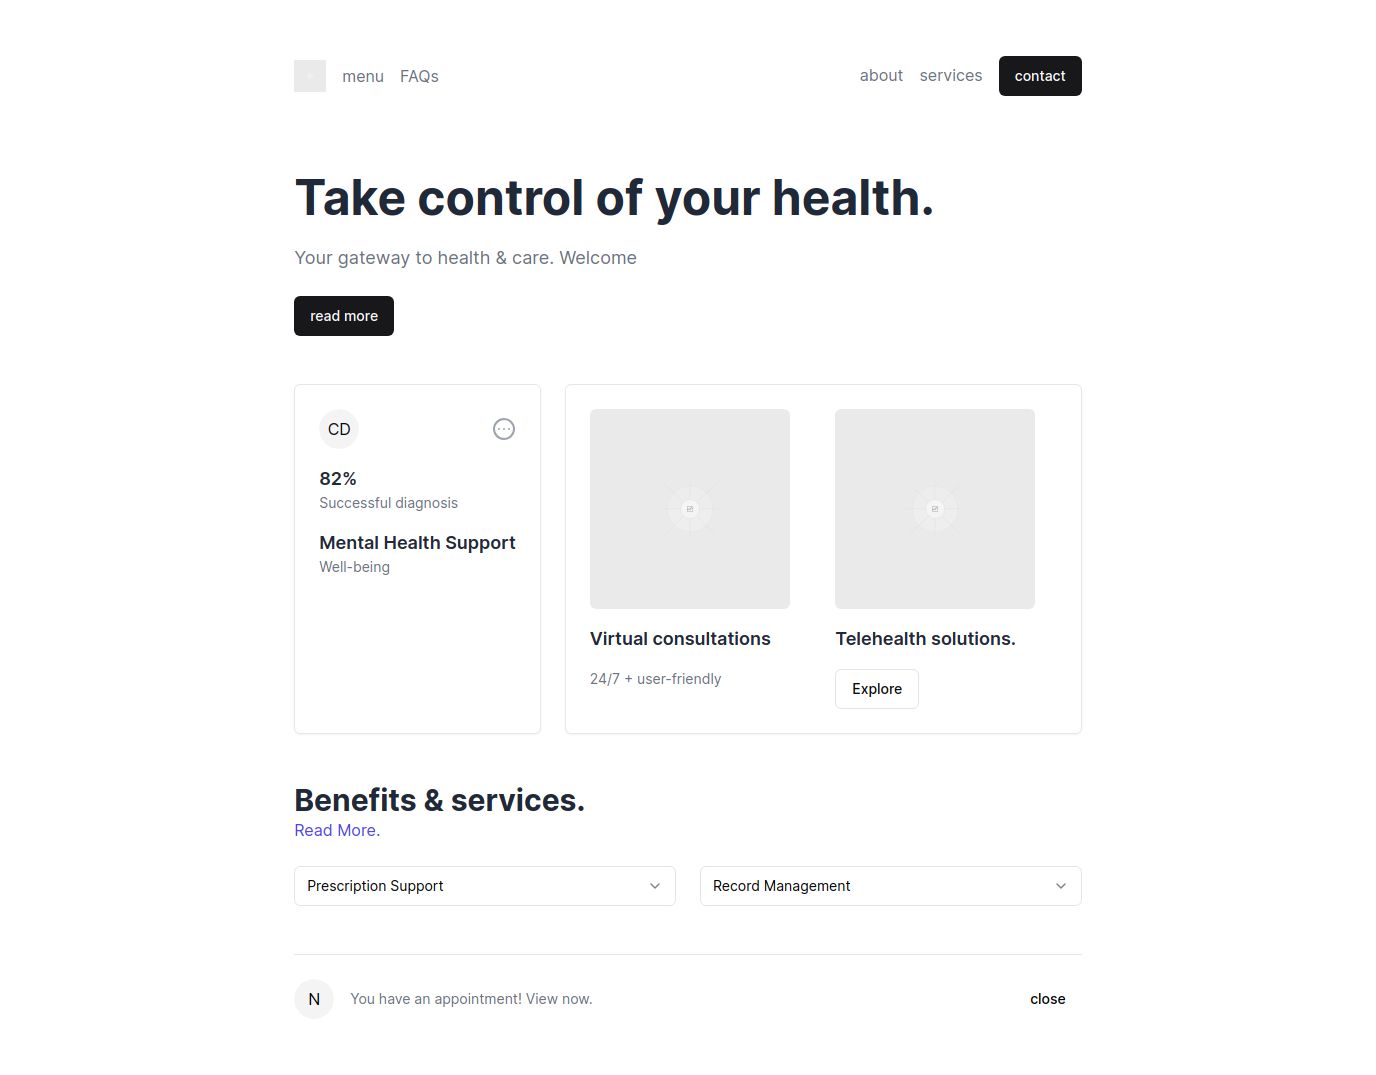 menu FAQs about services contact
Take control of your health.
Your gateway to health & care. Welcome
read more
CD
82%
Successful diagnosis
Mental Health Support
Well-being
Virtual consultations
24/7 + user-friendly
Telehealth solutions.
Explore
Benefits & services.
Read More.
Prescription Support
Record Management
N You have an appointment! View now. close